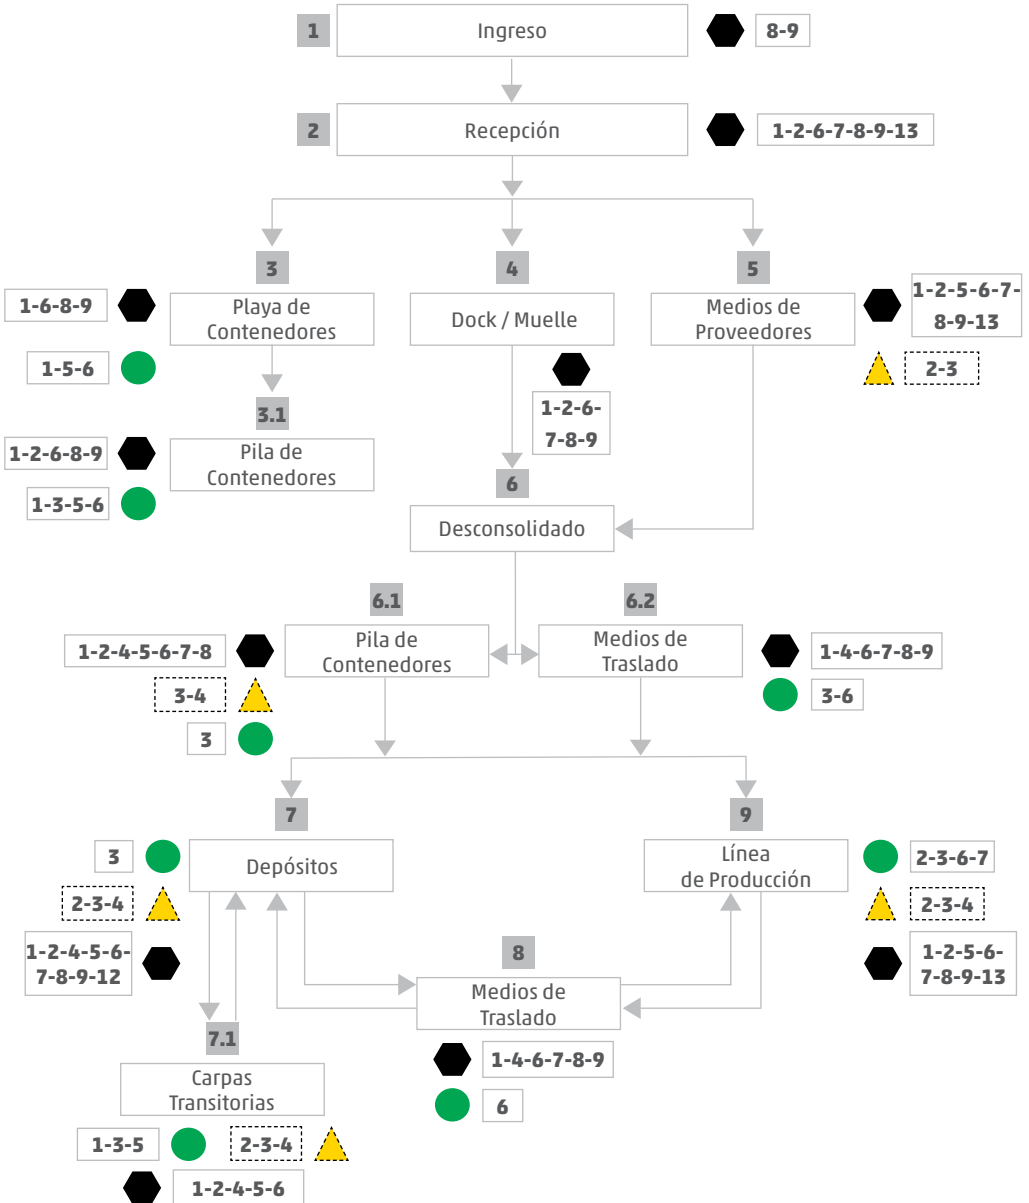 1
Ingreso
8-9
2
Recepción
1-2-6-7-8-9-13
3
4
5
1-6-8-9
Playa de
Contenedores
Dock / Muelle
Medios de
Proveedores
1-2-5-6-7-
8-9-13
1-5-6
2-3
3.1
1-2-6-
7-8-9
1-2-6-8-9
Pila de
Contenedores
1-3-5-6
6
Desconsolidado
6.1
6.2
1-2-4-5-6-7-8
Pila de
Contenedores
Medios de
Traslado
1-4-6-7-8-9
3-4
3-6
3
7
9
3
Depósitos
Línea
de Producción
2-3-6-7
2-3-4
2-3-4
1-2-4-5-6-
7-8-9-12
8
1-2-5-6-
7-8-9-13
Medios de
Traslado
7.1
1-4-6-7-8-9
Carpas
Transitorias
6
1-3-5
2-3-4
1-2-4-5-6